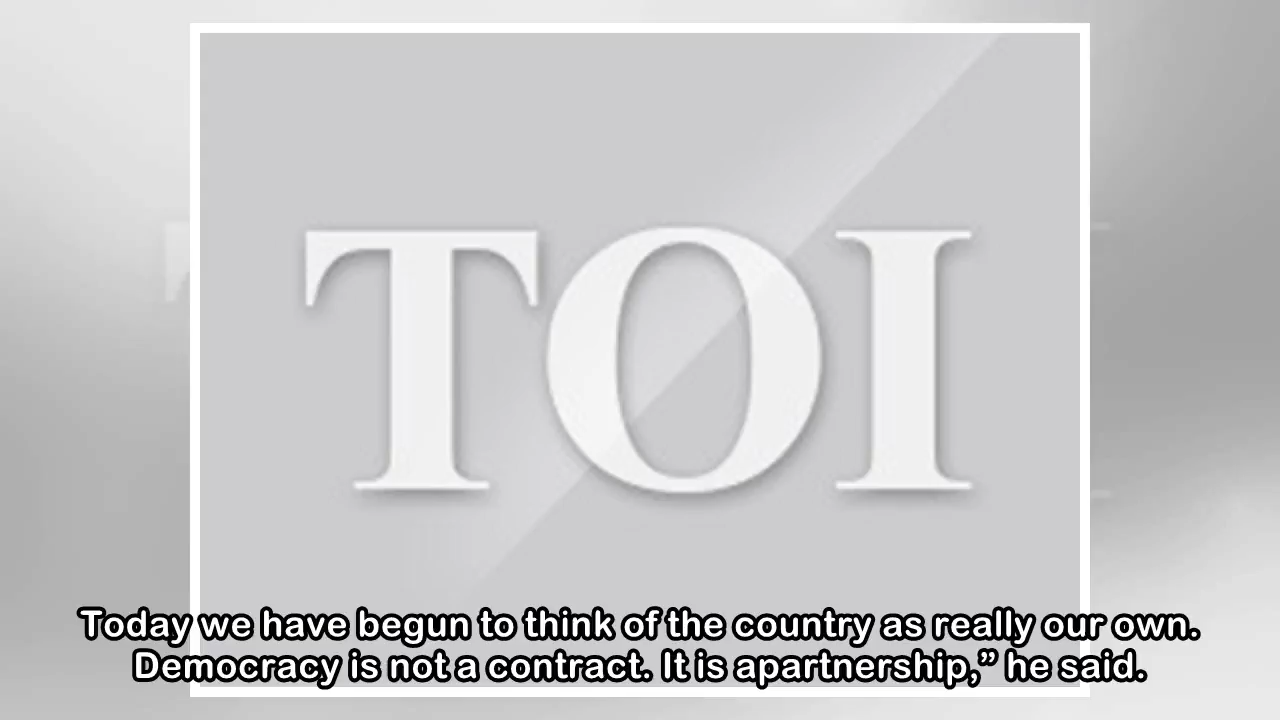 TOI
Today we have begun to think of the country as really our own.
Democracy is not a contract. It is apartnership,” he said.